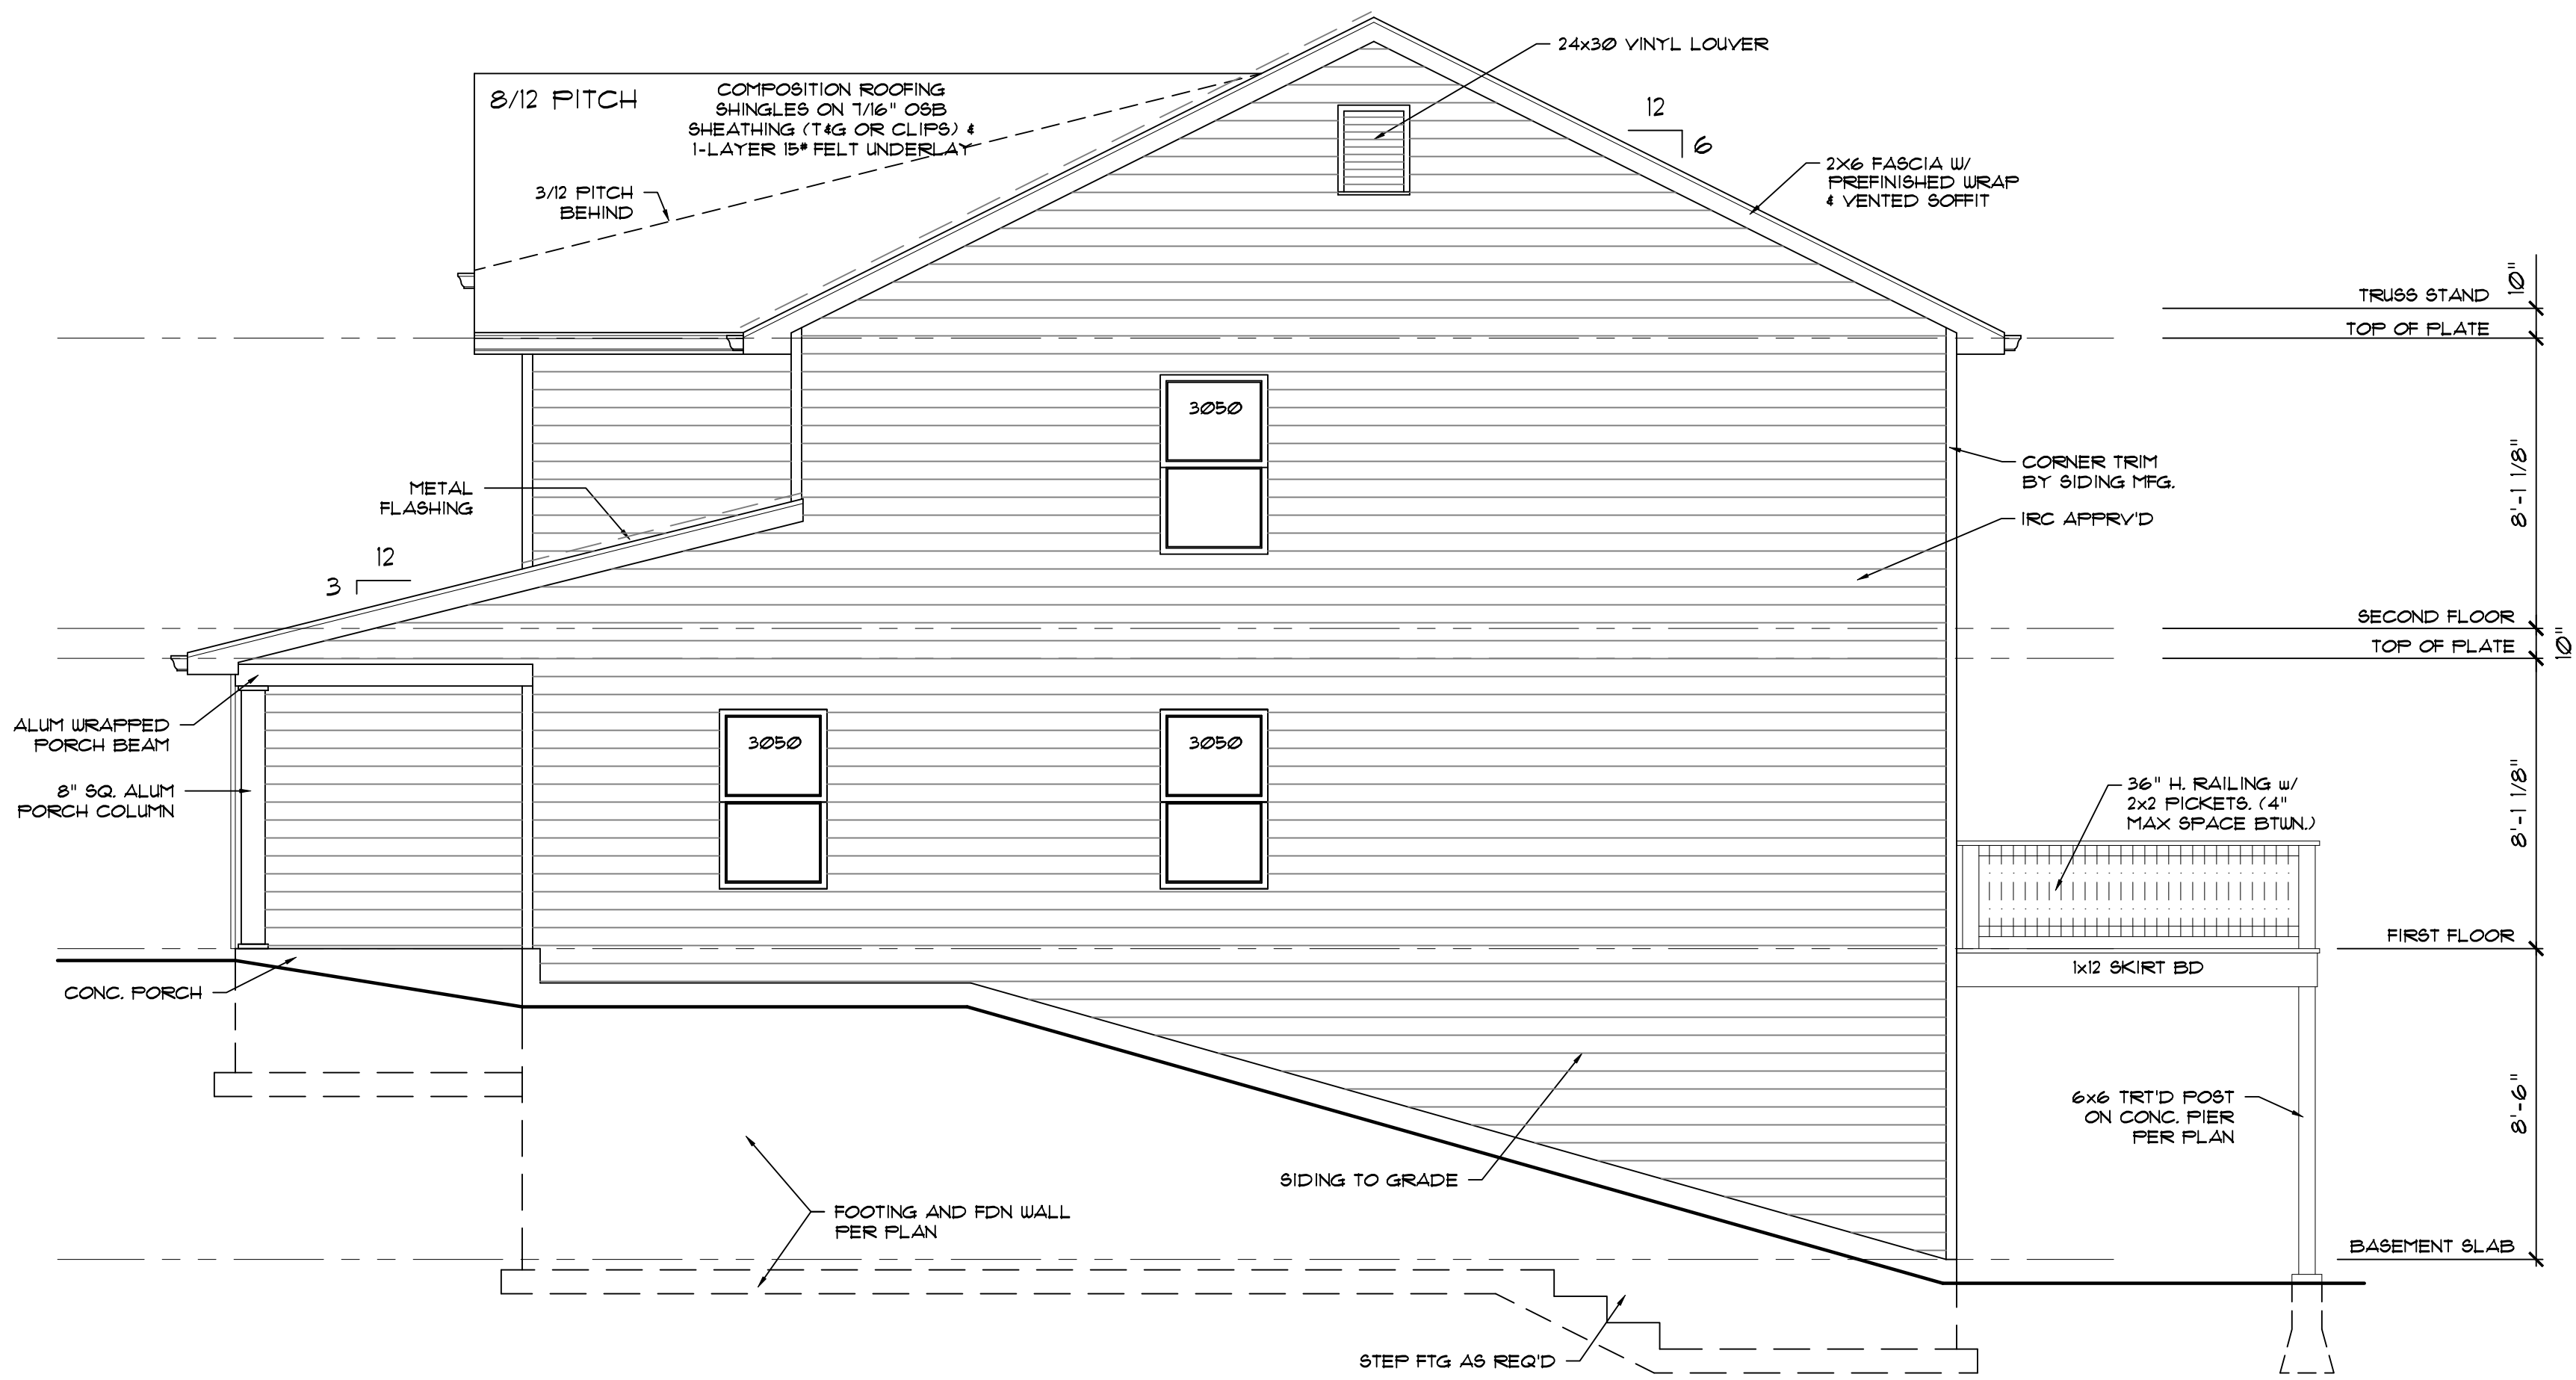 24x30 VINYL LOUVER
8/12 PITCH
COMPOSITION ROOFING
SHINGLES ON 7/16" OSB
SHEATHING (T&G OR CLIPS) &
1-LAYER 15# FELT UNDERLAY
12
6
2X6 FASCIA W/
PREFINISHED WRAP
& VENTED SOFFIT
3/12 PITCH
BEHIND
10"
TRUSS STAND
TOP OF PLATE
3050
CORNER TRIM
BY SIDING MFG.
8'-1 1/8"
METAL
FLASHING
IRC APPRV'D
12
3
SECOND FLOOR
TOP OF PLATE
10"
ALUM WRAPPED
PORCH BEAM
3050
3050
8" SQ. ALUM
PORCH COLUMN
36" H. RAILING W/
2x2 PICKETS. (4"
MAX SPACE BTWN.)
8'-1 1/8"
FIRST FLOOR
1x12 SKIRT BD
CONC. PORCH
6x6 TRT'D POST
ON CONC. PIER
PER PLAN
8'-6"
SIDING TO GRADE
FOOTING AND FDN WALL
PER PLAN
BASEMENT SLAB
STEP FTG AS REQ'D